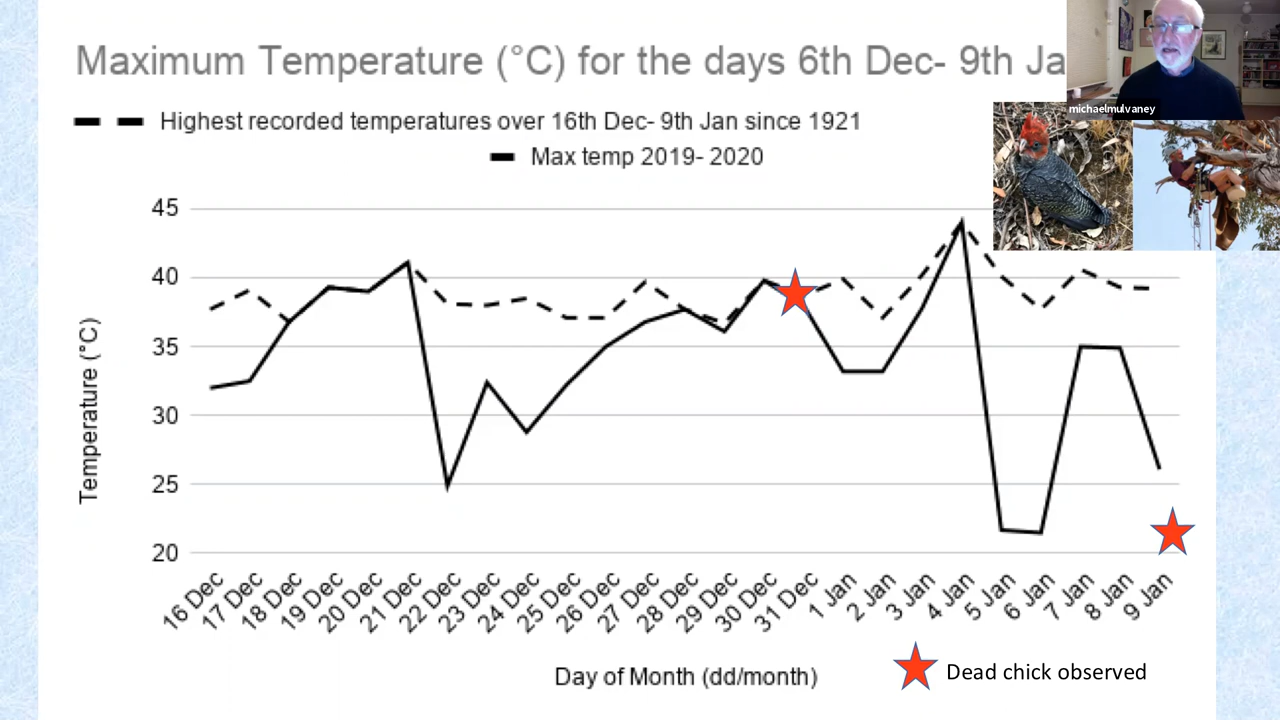 Maximum Temperature (°C) for the days 6th Dec- 9th Ja
michaelmulvaney
Highest recorded temperatures over 16th Dec- 9th Jan since 1921
Max temp 2019- 2020
Temperature (°C)
45
40
35
30
25
20
16 Dec
17 Dec
18 Dec
19 Dec
20 Dec
21 Dec
22 Dec
23 Dec
24 Dec
25 Dec
26 Dec
27 Dec
28 Dec
29 Dec
30 Dec
31 Dec
1 Jan
2 Jan
3 Jan
4 Jan
5 Jan
6 Jan
7 Jan
8 Jan
9 Jan
Day of Month (dd/month)
Dead chick observed